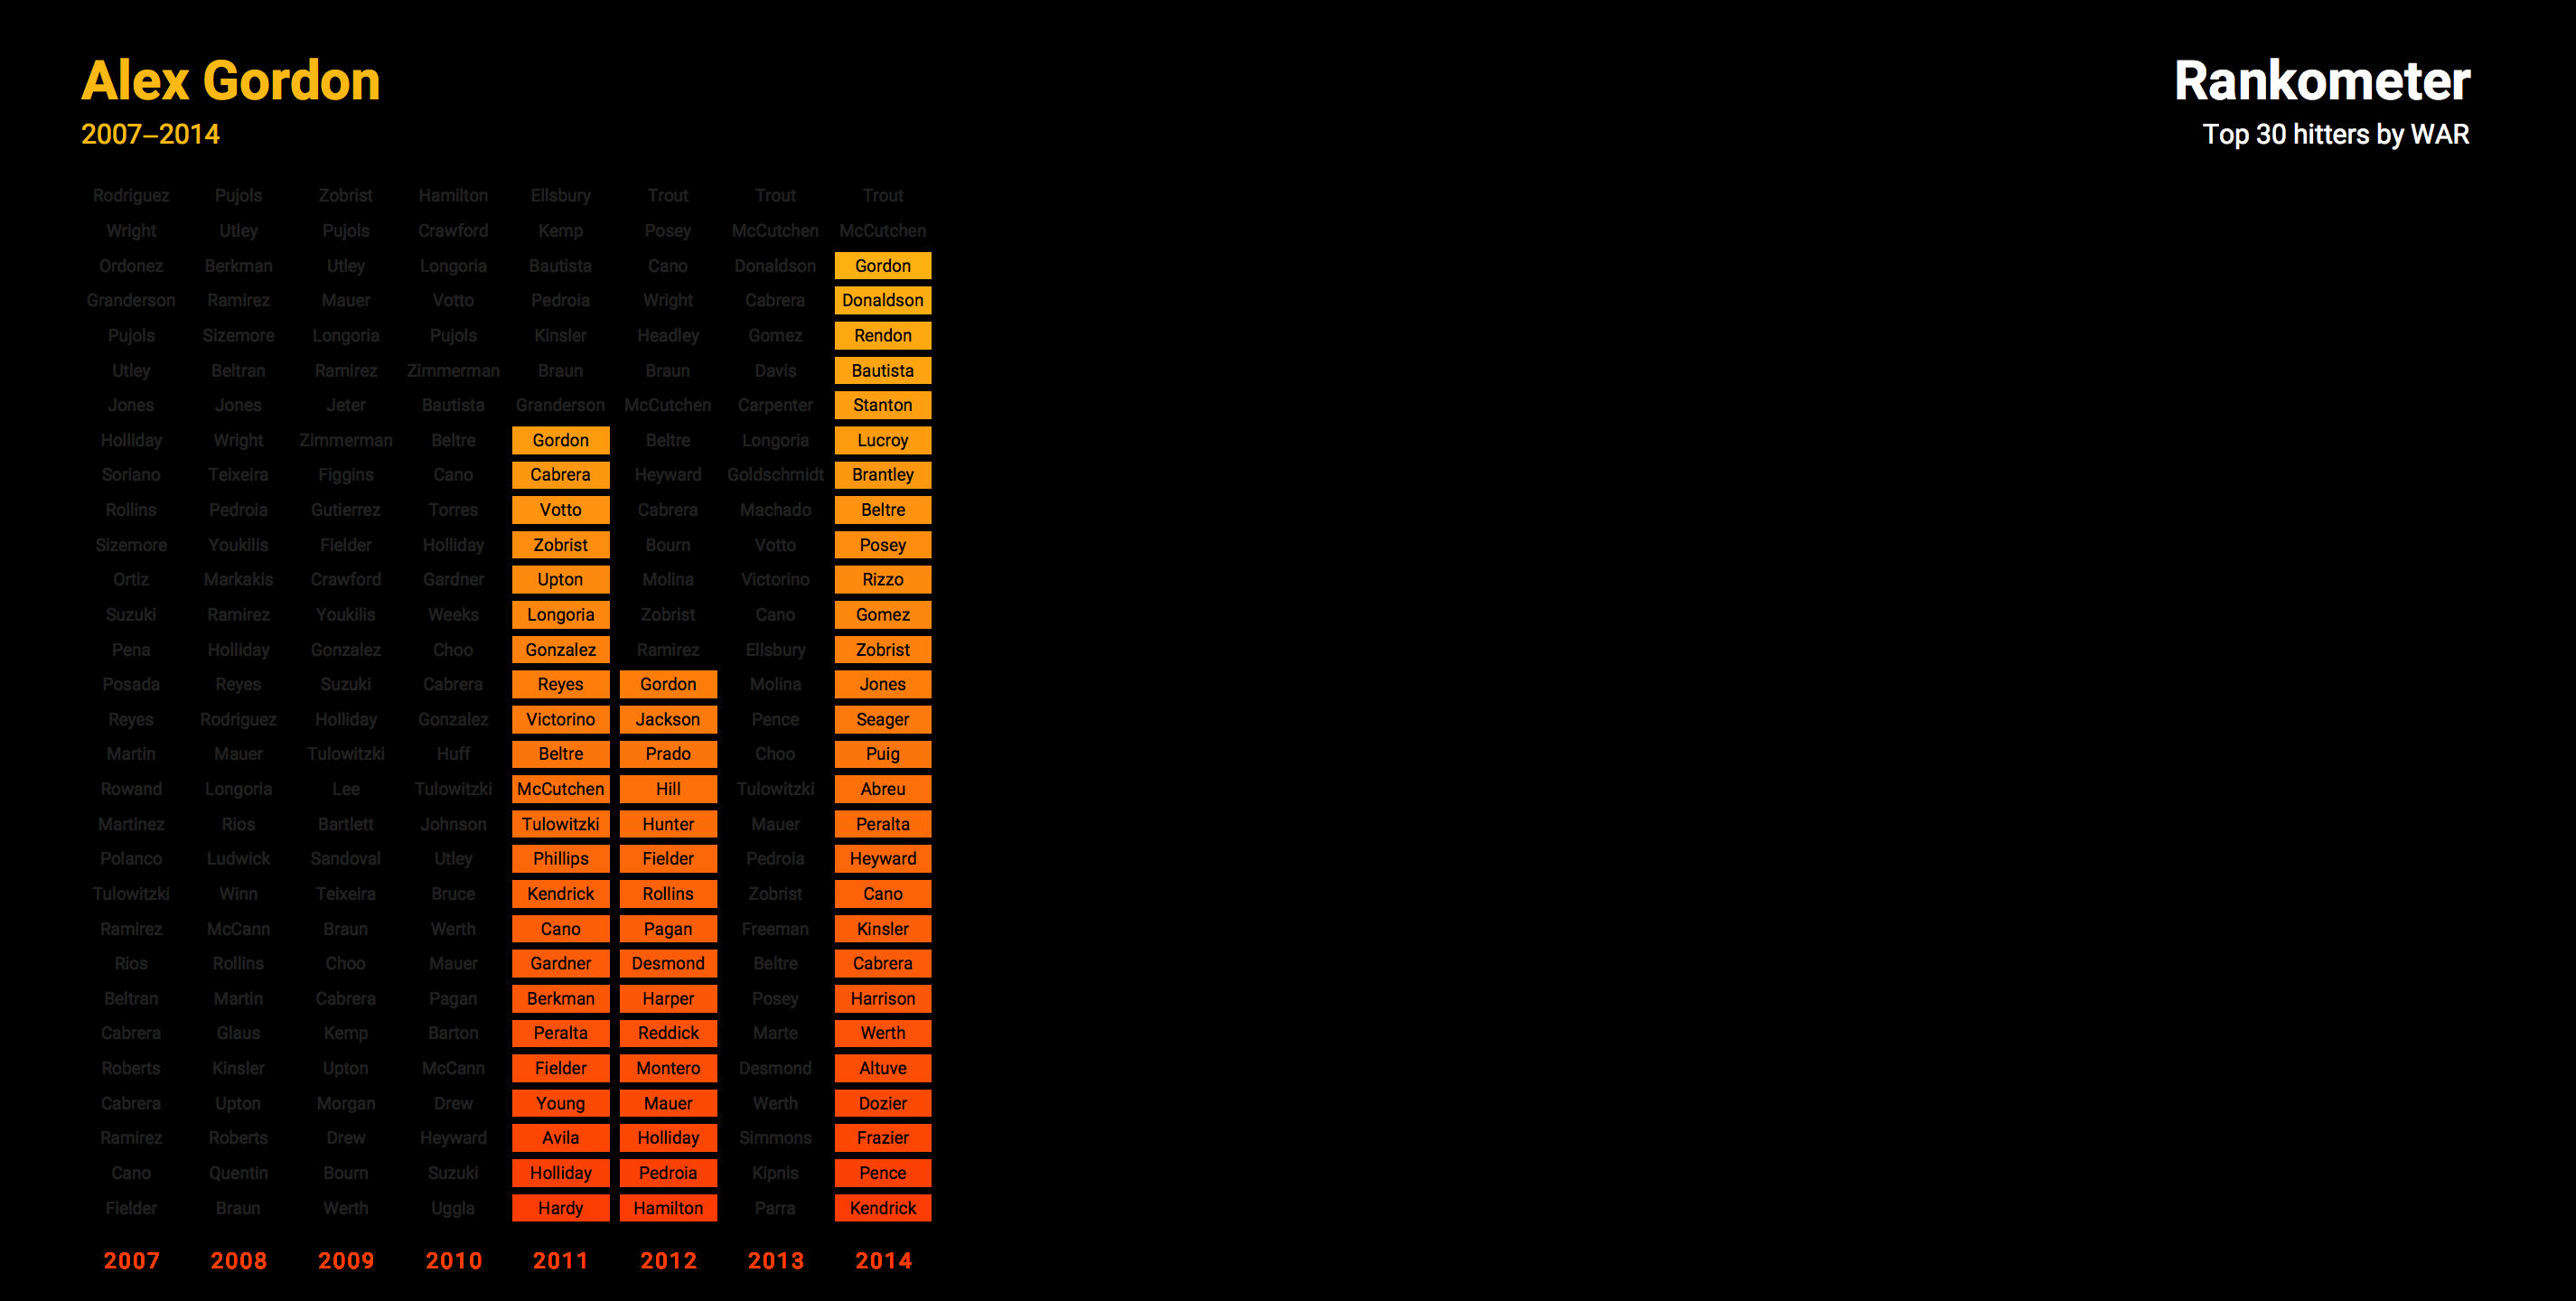 Alex Gordon
2007–2014
Rankometer
Top 30 hitters by WAR
Rodriguez Pujols Zobrist Hamilton Ellsbury Trout Trout Trout
Wright Utley Pujols Crawford Kemp Posey McCutchen McCutchen
Ordonez Berkman Utley Longoria Bautista Cano Donaldson Gordon
Granderson Ramirez Mauer Votto Pedroia Wright Cabrera Donaldson
Pujols Sizemore Longoria Pujols Kinsler Headley Gomez Rendon
Utley Beltran Ramirez Zimmerman Braun Braun Davis Bautista
Jones Jones Jeter Bautista Granderson McCutchen Carpenter Stanton
Holliday Wright Zimmerman Beltre Gordon Beltre Longoria Lucroy
Soriano Teixeira Figgins Cano Cabrera Heyward Goldschmidt Brantley
Rollins Pedroia Gutierrez Torres Votto Cabrera Machado Beltre
Sizemore Youkilis Fielder Holliday Zobrist Bourn Votto Posey
Ortiz Markakis Crawford Gardner Upton Molina Victorino Rizzo
Suzuki Ramirez Youkilis Weeks Longoria Zobrist Cano Gomez
Pena Holliday Gonzalez Choo Gonzalez Ramirez Ellsbury Zobrist
Posada Reyes Suzuki Cabrera Reyes Gordon Molina Jones
Reyes Rodriguez Holliday Gonzalez Victorino Jackson Pence Seager
Martin Mauer Tulowitzki Huff Beltre Prado Choo Puig
Rowand Longoria Lee Tulowitzki McCutchen Hill Tulowitzki Abreu
Martinez Rios Bartlett Johnson Tulowitzki Hunter Mauer Peralta
Polanco Ludwick Sandoval Utley Phillips Fielder Pedroia Heyward
Tulowitzki Winn Teixeira Bruce Kendrick Rollins Zobrist Cano
Ramirez McCann Braun Werth Cano Pagan Freeman Kinsler
Rios Rollins Choo Mauer Gardner Desmond Beltre Cabrera
Beltran Martin Cabrera Pagan Berkman Harper Posey Harrison
Cabrera Glaus Kemp Barton Peralta Reddick Marte Werth
Roberts Kinsler Upton McCann Fielder Montero Desmond Altuve
Cabrera Upton Morgan Drew Young Mauer Werth Dozier
Ramirez Roberts Drew Heyward Avila Holliday Simmons Frazier
Cano Quentin Bourn Suzuki Holliday Pedroia Kipnis Pence
Fielder Braun Werth Uggla Hardy Hamilton Parra Kendrick
2007 2008 2009 2010 2011 2012 2013 2014